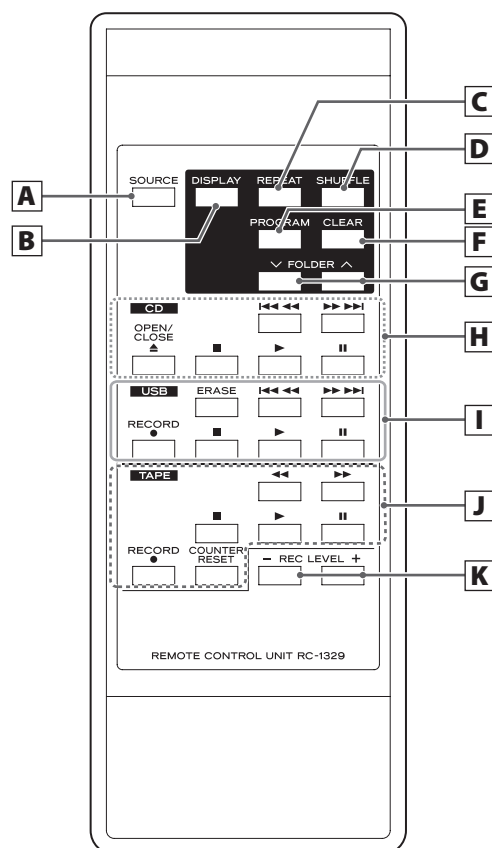 C
D
SOURCE DISPLAY REPEAT SHUFFLE
A
E
PROGRAM CLEAR
B
F
FOLDER
G
CD
OPEN/
CLOSE
H
USB ERASE
RECORD
I
TAPE
J
RECORD COUNTER
RESET
- REC LEVEL +
K
REMOTE CONTROL UNIT RC-1329